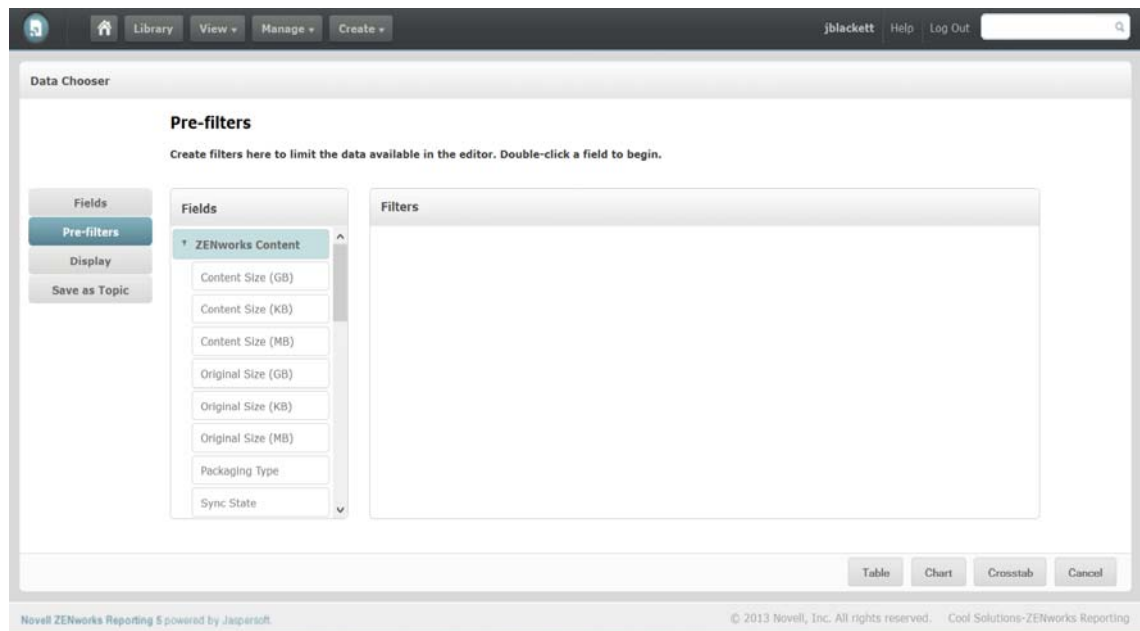 Library View Manage Create jblackett Help Log Out
Data Chooser
Pre-filters
Create filters here to limit the data available in the editor. Double-click a field to begin.
Fields
Pre-filters
Display
Save as Topic
Fields
ZENworks Content
Content Size (GB)
Content Size (KB)
Content Size (MB)
Original Size (GB)
Original Size (KB)
Original Size (MB)
Packaging Type
Sync State
Filters
Table Chart Crosstab Cancel
Novell ZENworks Reporting 5 powered by Jaspersoft. © 2013 Novell, Inc. All rights reserved. Cool Solutions-ZENworks Reporting